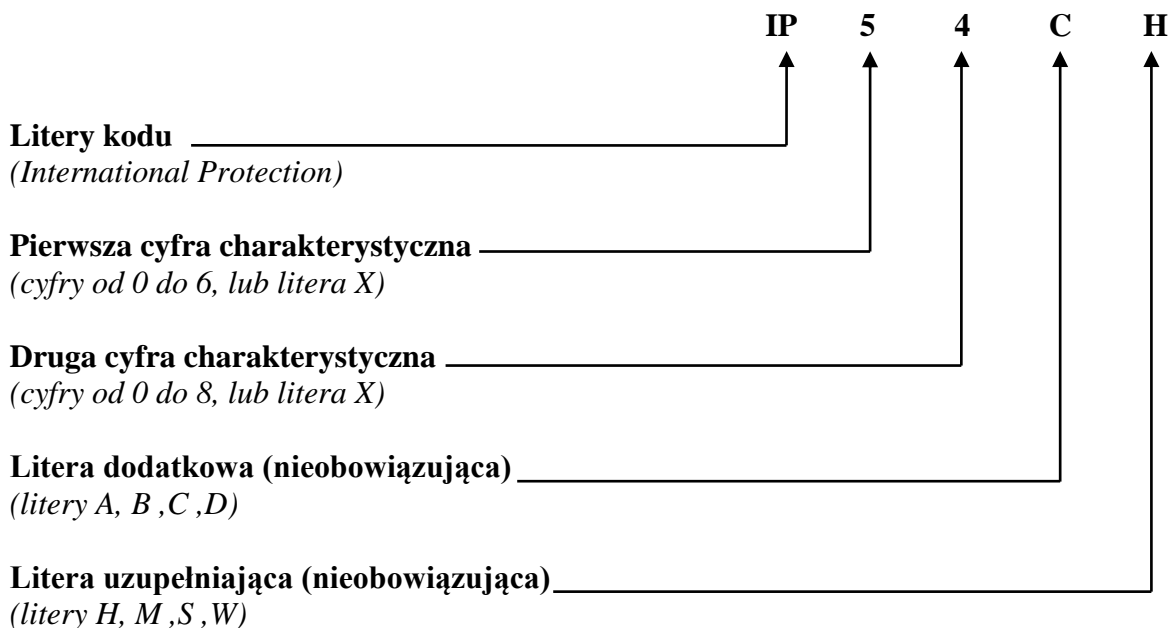 IP 5 4 C H
Litery kodu
(International Protection)
Pierwsza cyfra charakterystyczna
(cyfry od 0 do 6, lub litera X)
Druga cyfra charakterystyczna
(cyfry od 0 do 8, lub litera X)
Litera dodatkowa (nieobowiązująca)
(litery A, B ,C ,D)
Litera uzupełniająca (nieobowiązująca)
(litery H, M ,S ,W)